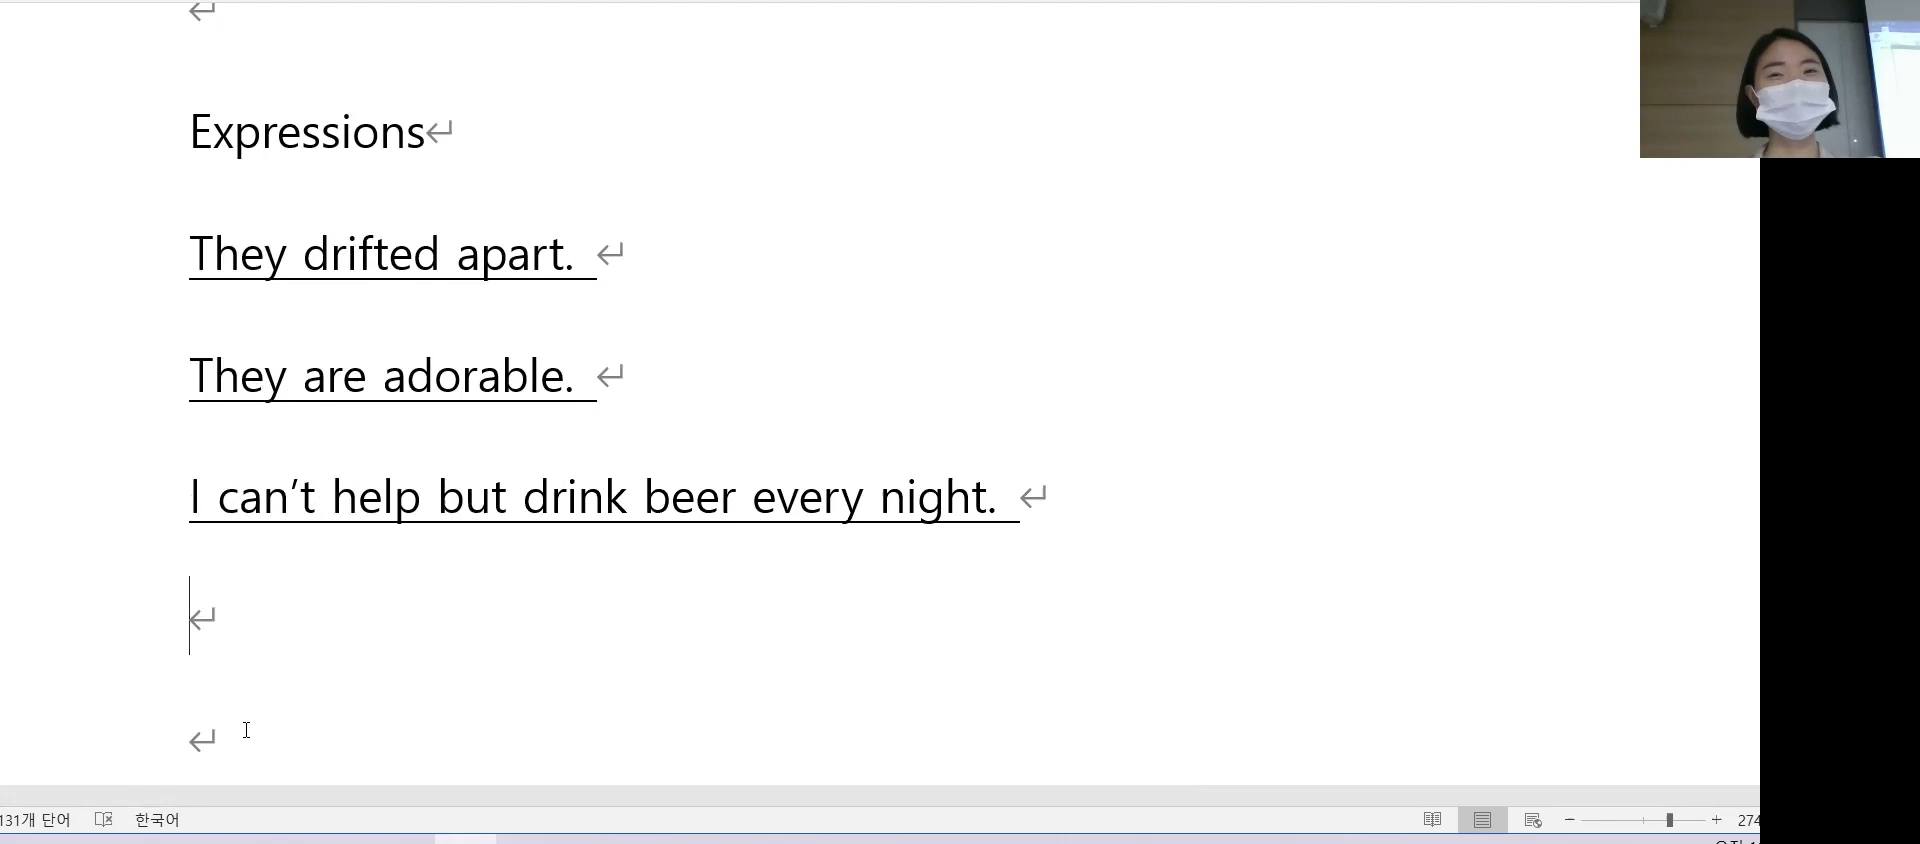 Expressions
They drifted apart.
They are adorable.
I can’t help but drink beer every night.
131개 단어 한국어 274